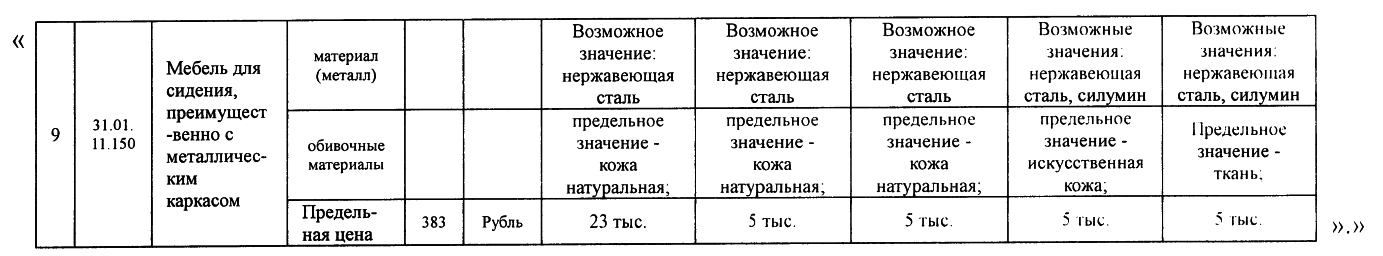 «
9
31.01.
11.150
Мебель для
сидения,
преимущест
-венно с
металличес-
ким
каркасом
материал
(металл)
Возможное
значение:
нержавеющая
сталь
Возможное
значение:
нержавеющая
сталь
Возможное
значение:
нержавеющая
сталь
Возможные
значения:
нержавеющая
сталь, силумин
Возможные
значения:
нержавеющая
сталь, силумин
обивочные
материалы
предельное
значение -
кожа
натуральная;
предельное
значение -
кожа
натуральная;
предельное
значение -
кожа
натуральная;
предельное
значение -
искусственная
кожа;
Предельное
значение -
ткань;
Предель-
ная цена
383
Рубль
23 тыс.
5 тыс.
5 тыс.
5 тыс.
5 тыс.
».»